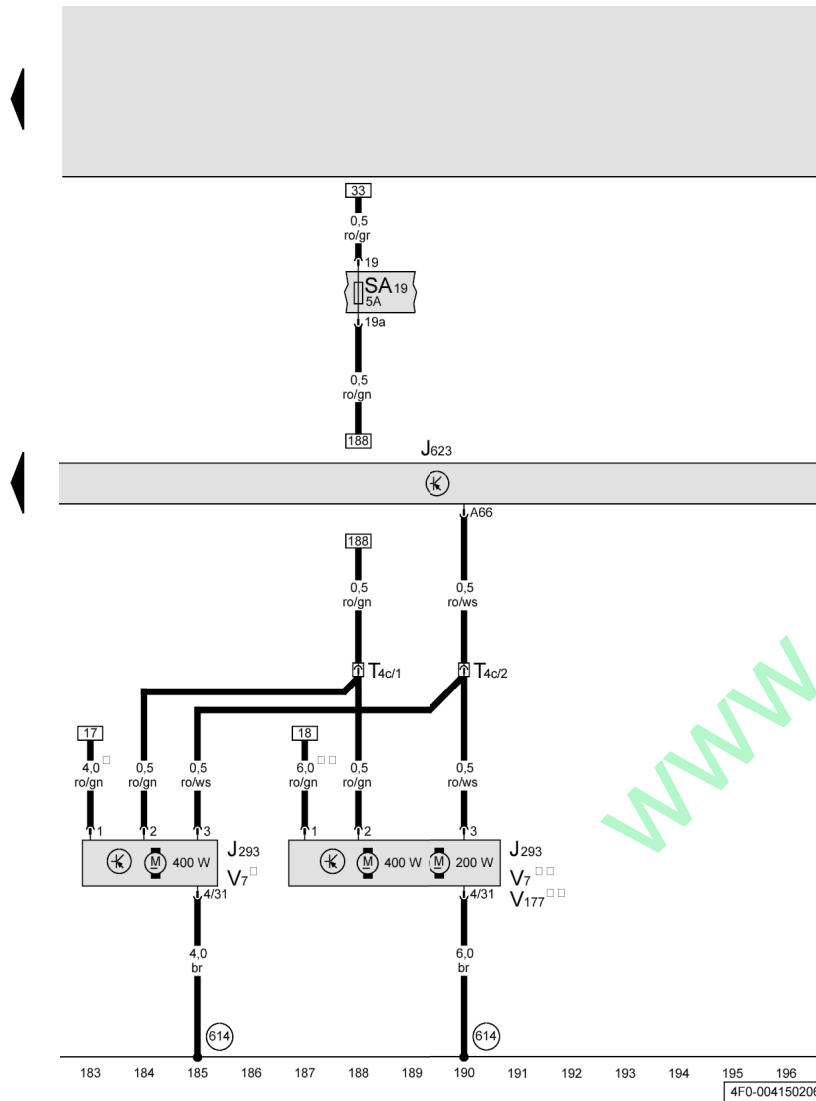 33
0,5
ro/gr
19
SA19
5A
19a
0,5
ro/gn
188
J623
A66
188
0,5 0,5
ro/gn ro/ws
T4c/1 T4c/2
17 18
4,0 0,5 0,5 6,0 0,5 0,5
ro/gn ro/gn ro/ws ro/gn ro/gn ro/ws
1 2 3 1 2 3
M 400 W J293 M 400 W M 200 W J293
V7 V7
4/31 4/31 V177
4,0 6,0
br br
614 614
183 184 185 186 187 188 189 190 191 192 193 194 195 196
4F0-004150206
www